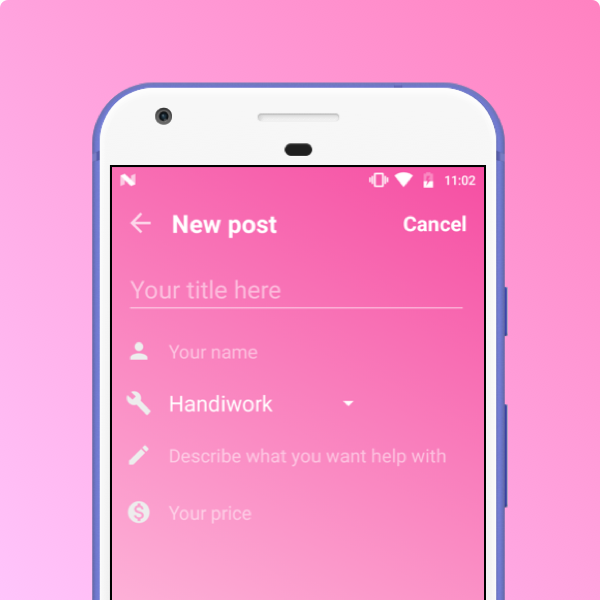 11:02
New post
Cancel
Your title here
Your name
Handiwork
Describe what you want help with
Your price